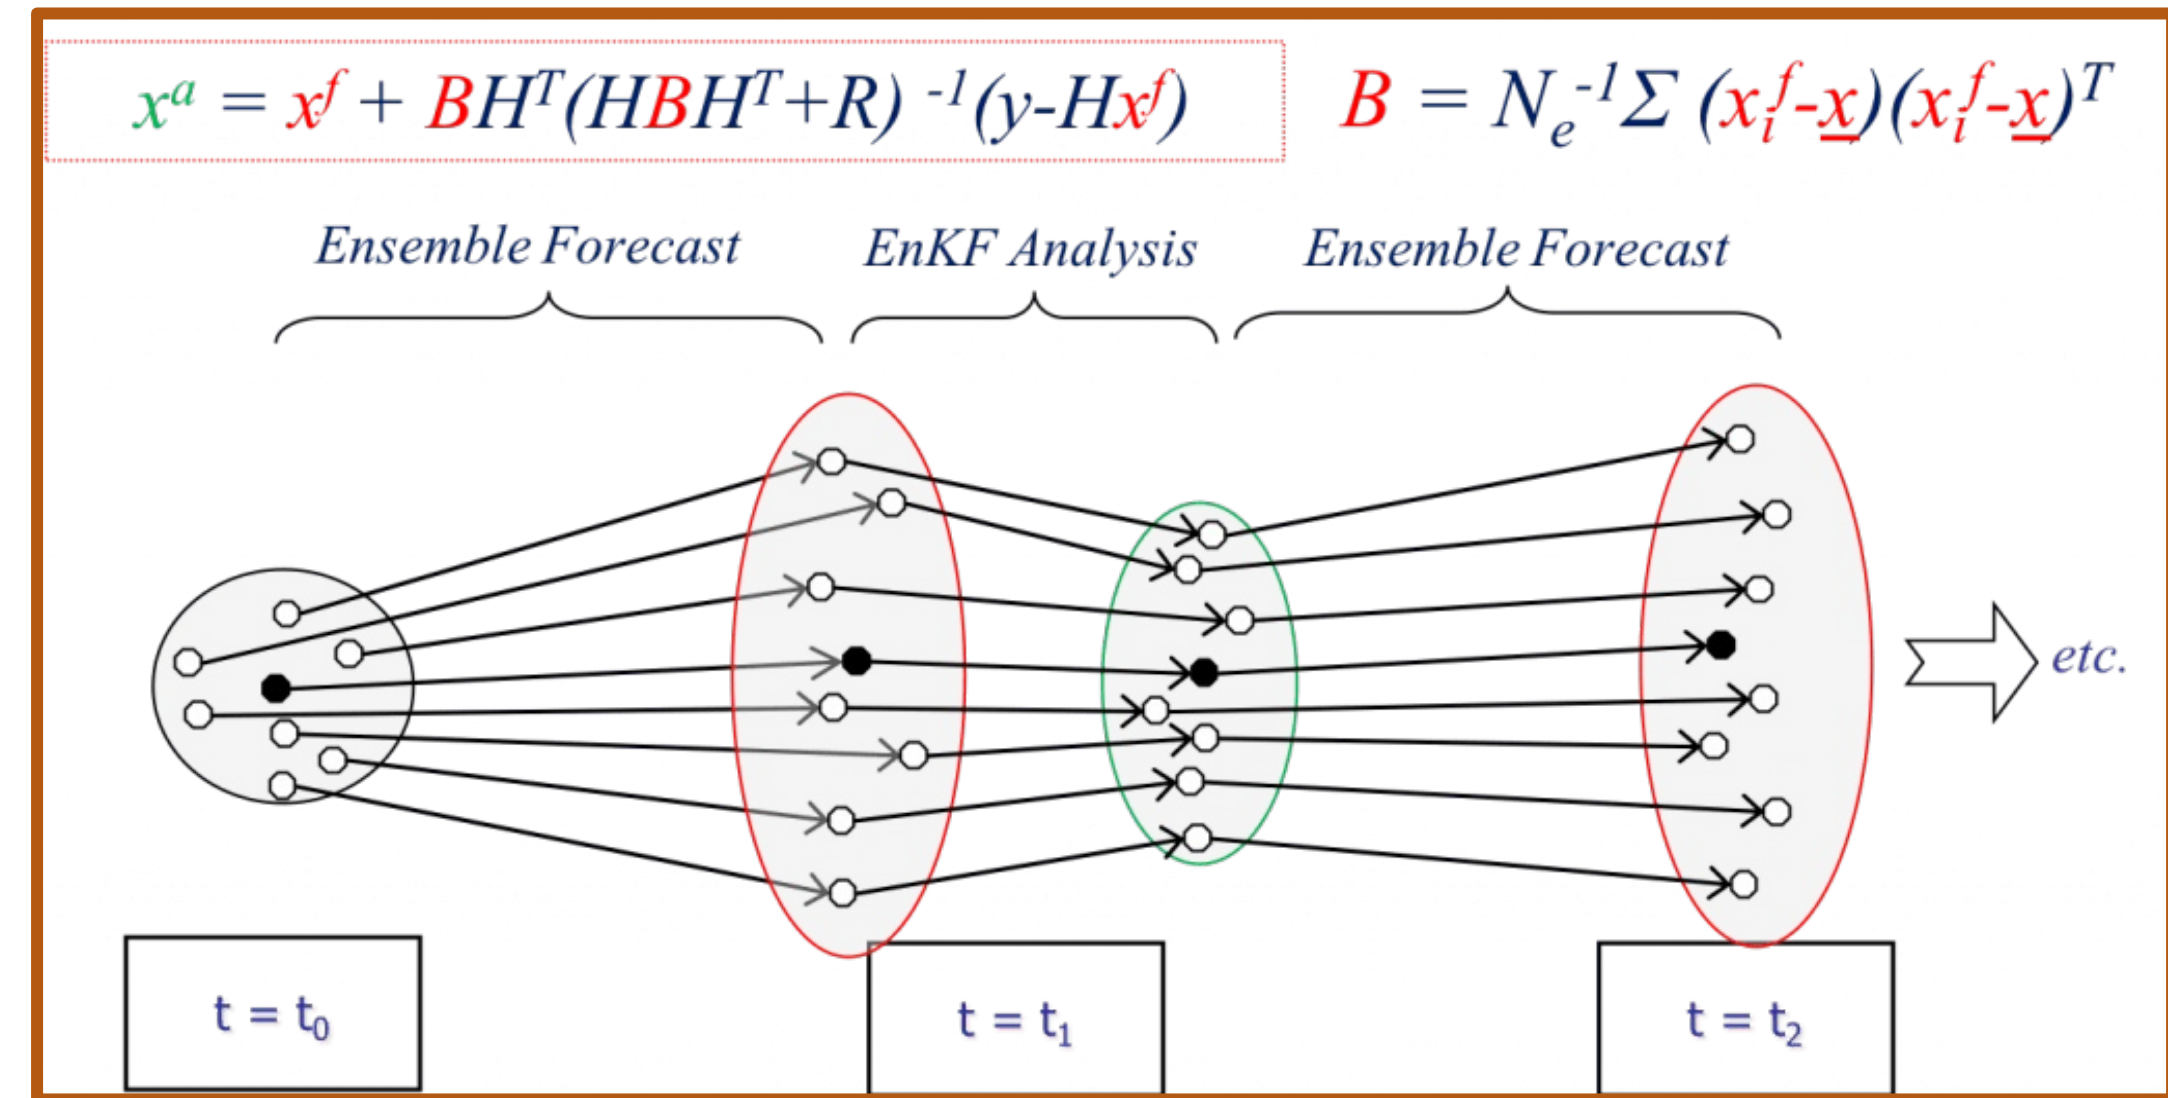 xᵃ = xᶠ + BHᵀ(HBHᵀ+R) ⁻¹(y-Hxᶠ)
B = Nₑ⁻¹Σ (xᵢᶠ-x̲)(xᵢᶠ-x̲)ᵀ
Ensemble Forecast
EnKF Analysis
Ensemble Forecast
etc.
t = t₀
t = t₁
t = t₂